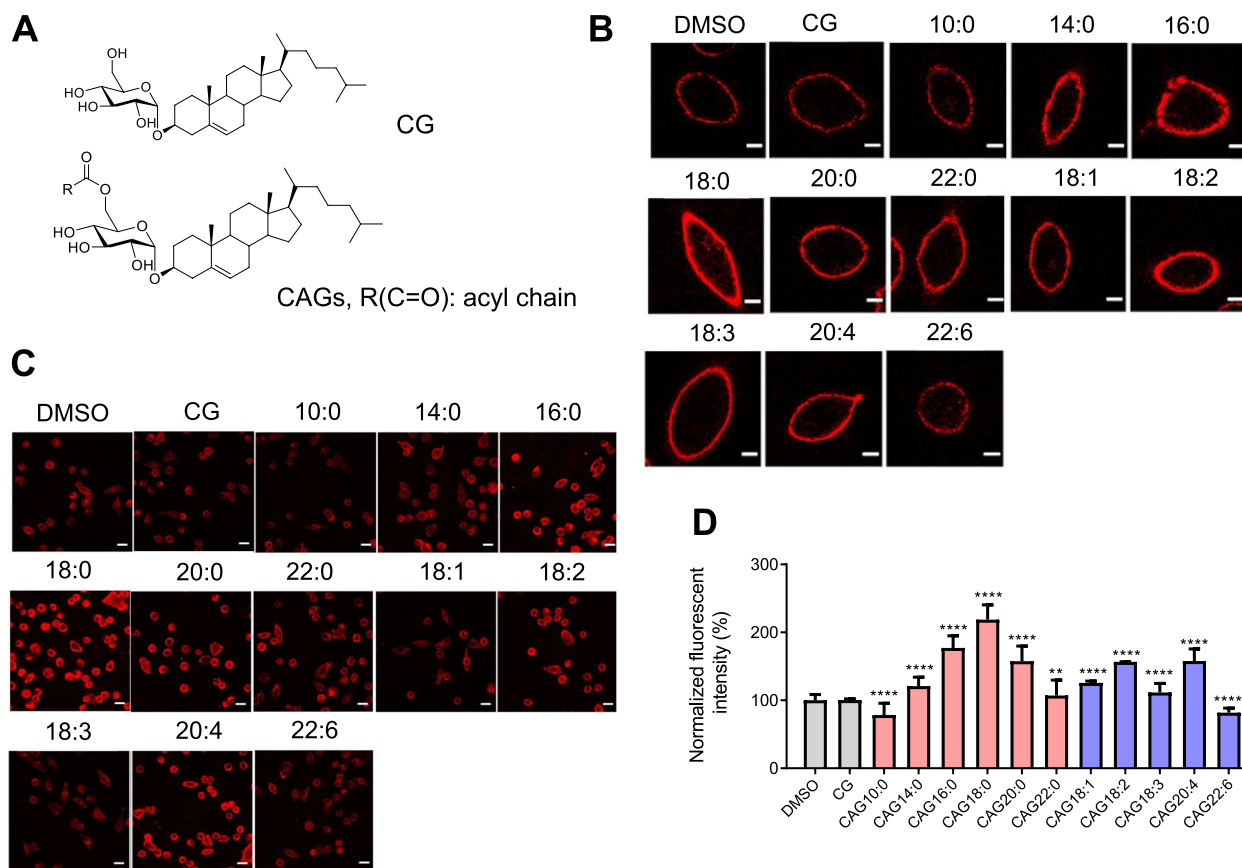 A
OH
O
HO
HO
OH
O
CG
O
R
O
O
HO
HO
OH
O
CAGs, R(C=O): acyl chain
B
DMSO CG 10:0 14:0 16:0
18:0 20:0 22:0 18:1 18:2
18:3 20:4 22:6
C
DMSO CG 10:0 14:0 16:0
18:0 20:0 22:0 18:1 18:2
18:3 20:4 22:6
D
Normalized fluorescent
intensity (%)
300
200
100
0
**** **** **** **** **** ** **** **** **** **** ****
DMSO
CG
CAG10:0
CAG14:0
CAG16:0
CAG18:0
CAG20:0
CAG22:0
CAG18:1
CAG18:2
CAG18:3
CAG20:4
CAG22:6